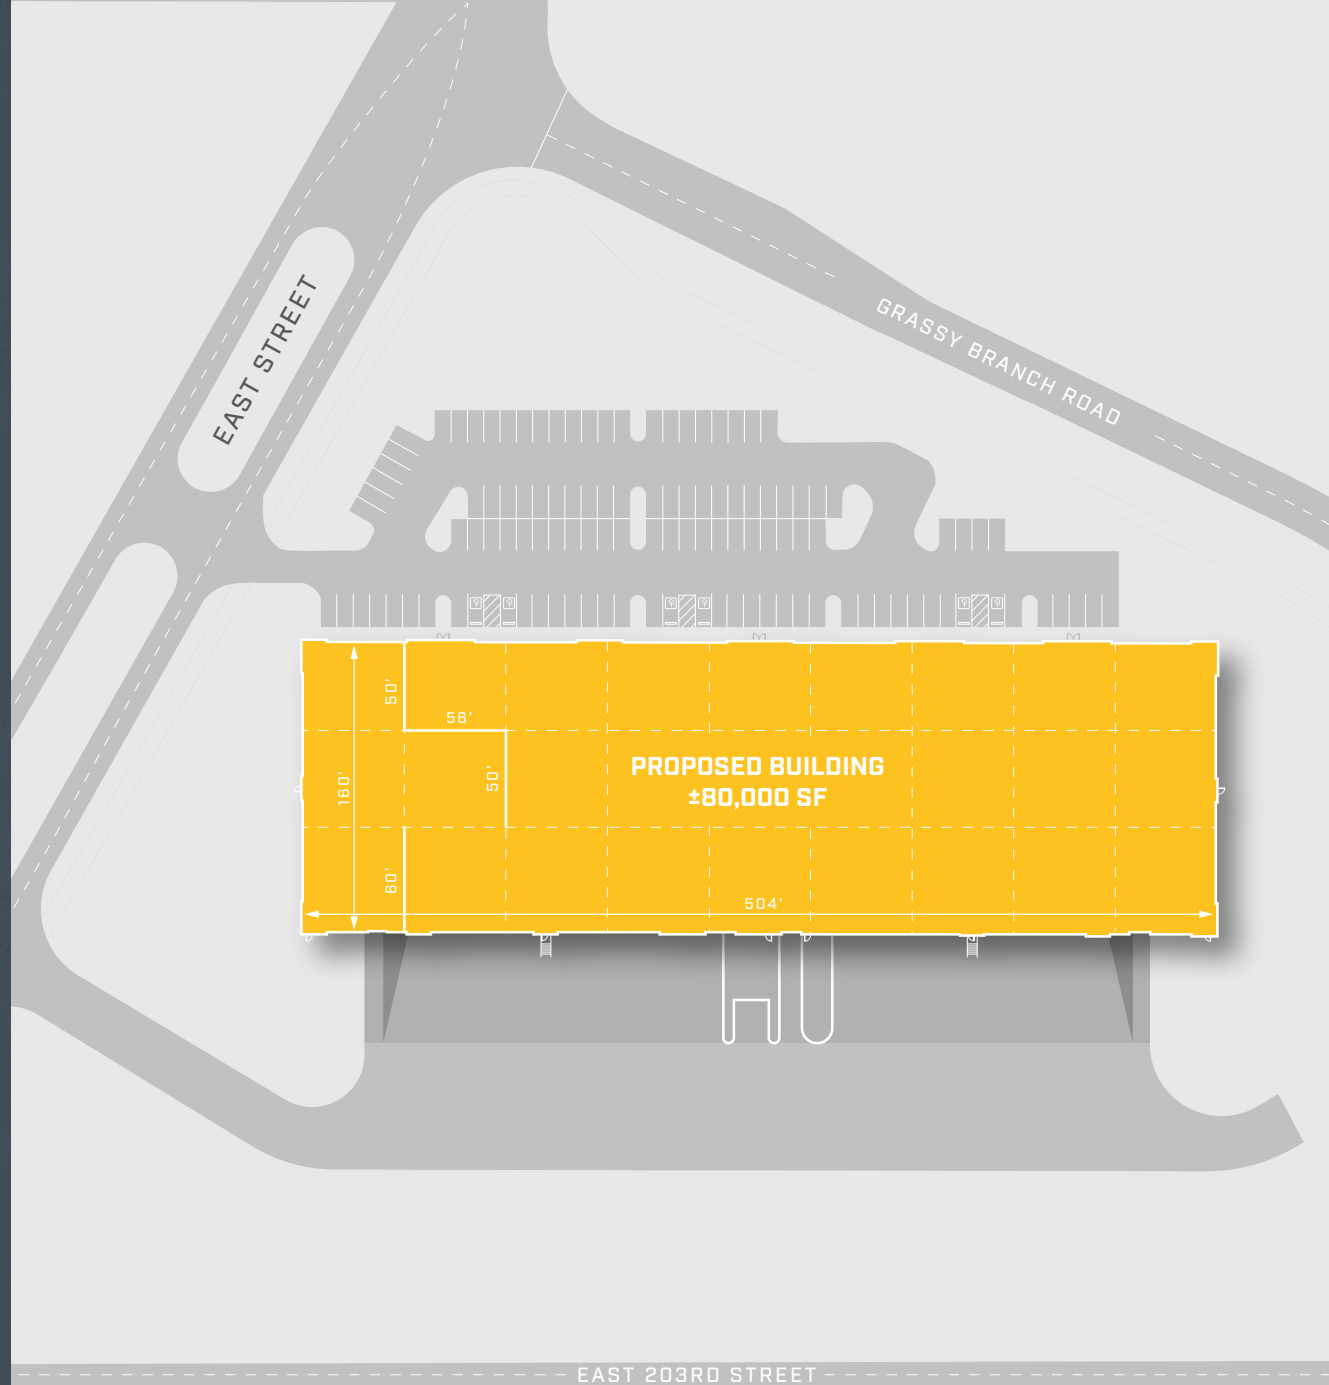 EAST STREET
GRASSY BRANCH ROAD
50'
56'
50'
160'
PROPOSED BUILDING
±80,000 SF
60'
504'
EAST 203RD STREET